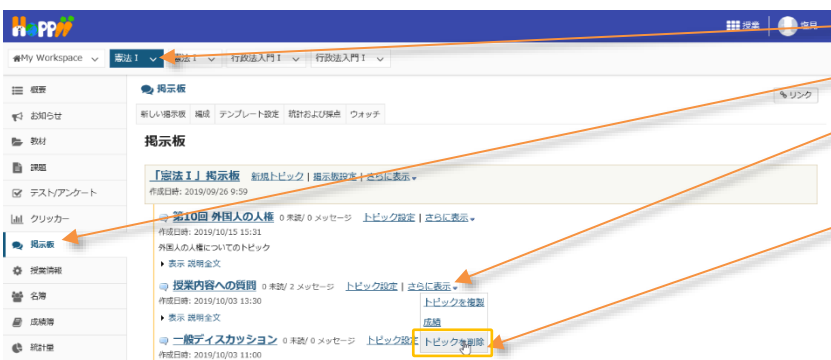 Hoppii 授業 塩見
My Workspace 憲法Ⅰ 憲法Ⅰ 行政法入門Ⅰ 行政法入門Ⅰ
概要
お知らせ
教材
課題
テスト/アンケート
クリッカー
掲示板
授業情報
名簿
成績簿
統計量
掲示板 リンク
新しい掲示板 編成 テンプレート設定 統計および採点 ウォッチ
掲示板
「憲法Ⅰ」掲示板 新規トピック | 掲示板設定 | さらに表示
作成日時: 2019/09/26 9:59
第10回 外国人の人権 0 未読/ 0 メッセージ トピック設定 | さらに表示
作成日時: 2019/10/15 15:31
外国人の人権についてのトピック
表示 説明全文
授業内容への質問 0 未読/ 2 メッセージ トピック設定 | さらに表示
作成日時: 2019/10/03 13:30
表示 説明全文
トピックを複製
成績
トピックを削除
一般ディスカッション 0 未読/ 0 メッセージ トピック設定
作成日時: 2019/10/03 11:00